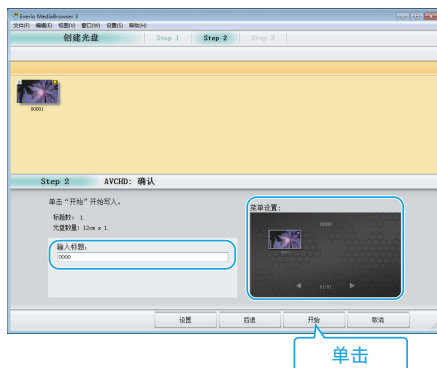 Everio MediaBrowser 3
文件(F) 编辑(E) 视图(V) 窗口(W) 设置(S) 帮助(H)
创建光盘 Step 1 Step 2 Step 3
00001
Step 2 AVCHD: 确认
单击“开始”开始写入。
标题数: 1
光盘数量: 12cm x 1
输入标题:
0000
菜单设置:
0000
01/01
设置 后退 开始 取消
单击